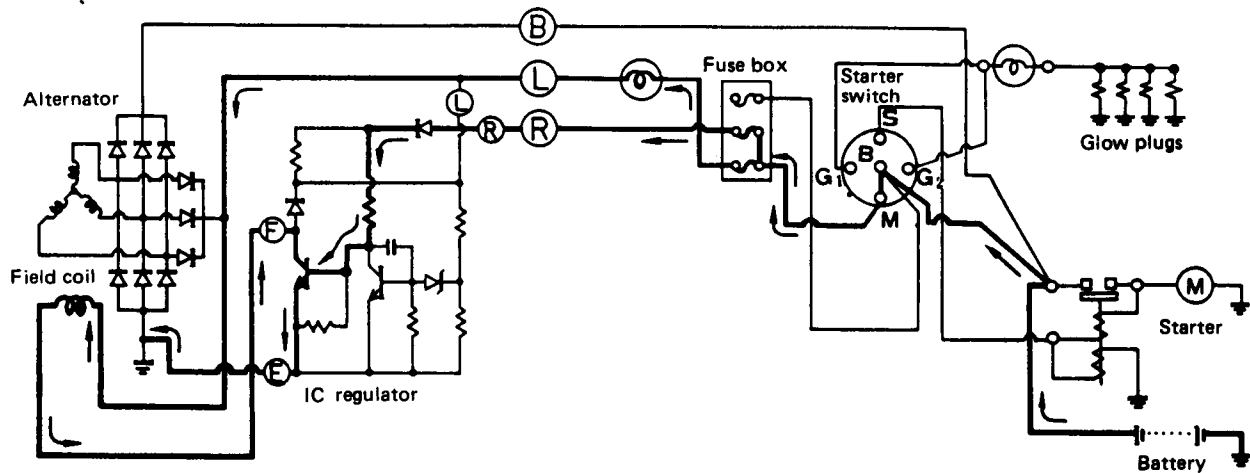 B
L
Fuse box
Starter
switch
S
Alternator
L
R
R
B
G1
G2
M
Glow plugs
F
Field coil
E
IC regulator
M
Starter
Battery